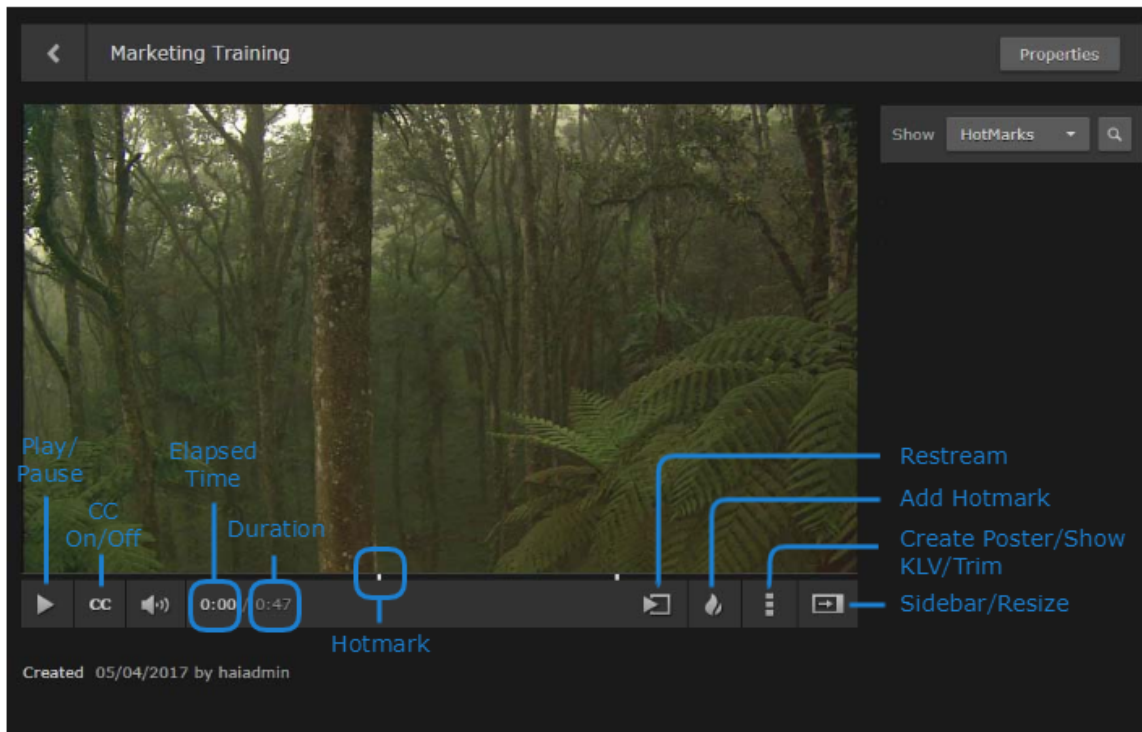 Marketing Training
Properties
Show HotMarks
Play/
Pause
Elapsed
Time
CC
On/Off
Duration
Restream
Add Hotmark
Create Poster/Show
KLV/Trim
Sidebar/Resize
CC 0:00 / 0:47
Hotmark
Created 05/04/2017 by haiadmin